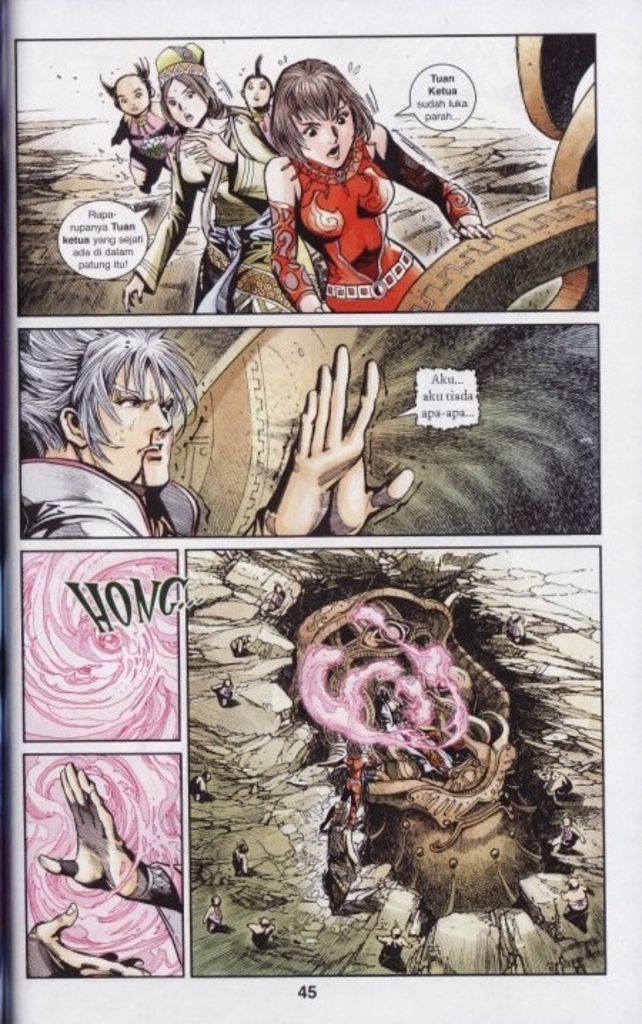 Tuan
Ketua
sudah luka
parah...
Rupa-
rupanya Tuan
ketua yang sejati
ada di dalam
patung itu!
Aku...
aku tiada
apa-apa...
HONG...
45